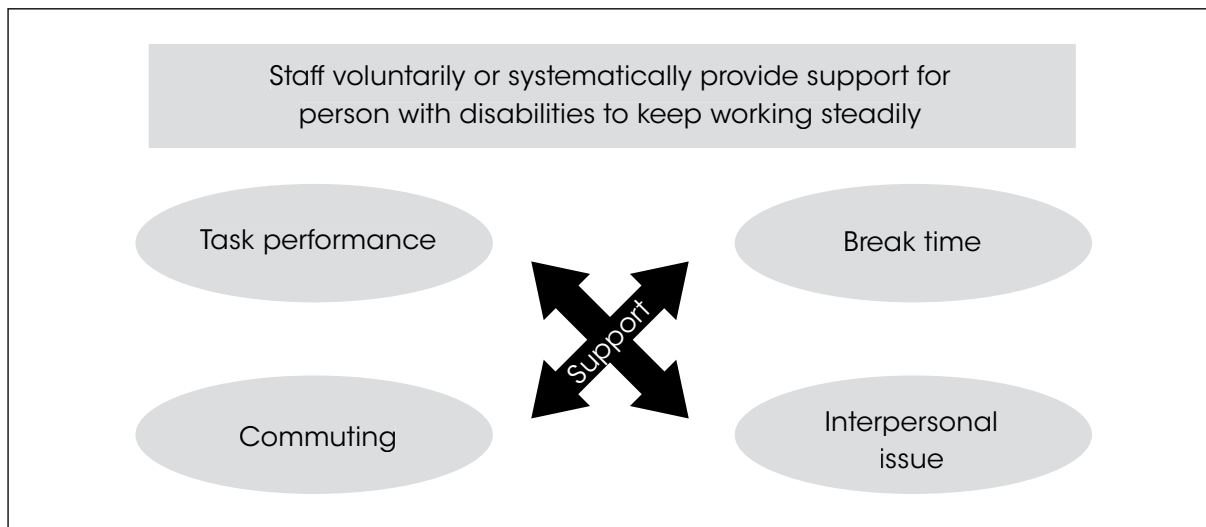 Staff voluntarily or systematically provide support for
person with disabilities to keep working steadily
Task performance
Break time
Support
Commuting
Interpersonal
issue